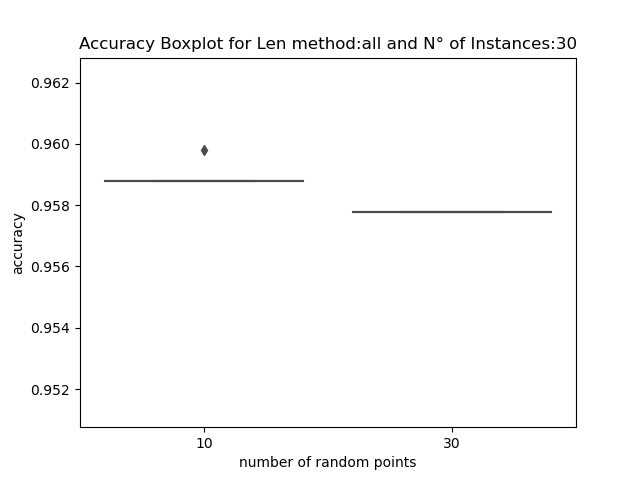 Accuracy Boxplot for Len method:all and N° of Instances:30
0.962
0.960
0.958
0.956
0.954
0.952
accuracy
10
30
number of random points